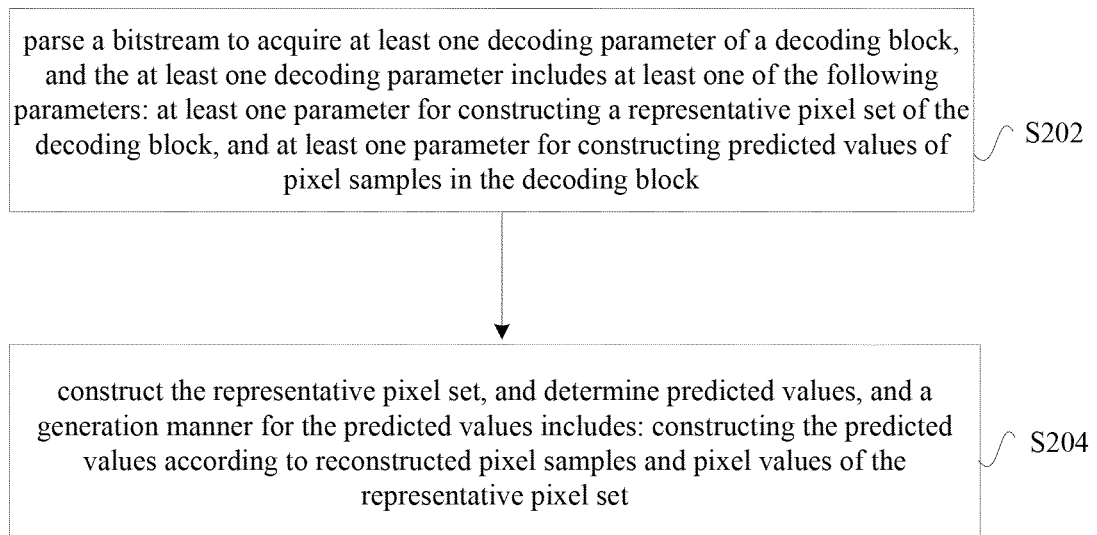 parse a bitstream to acquire at least one decoding parameter of a decoding block,
and the at least one decoding parameter includes at least one of the following
parameters: at least one parameter for constructing a representative pixel set of the
decoding block, and at least one parameter for constructing predicted values of
pixel samples in the decoding block
S202
construct the representative pixel set, and determine predicted values, and a
generation manner for the predicted values includes: constructing the predicted
values according to reconstructed pixel samples and pixel values of the
representative pixel set
S204